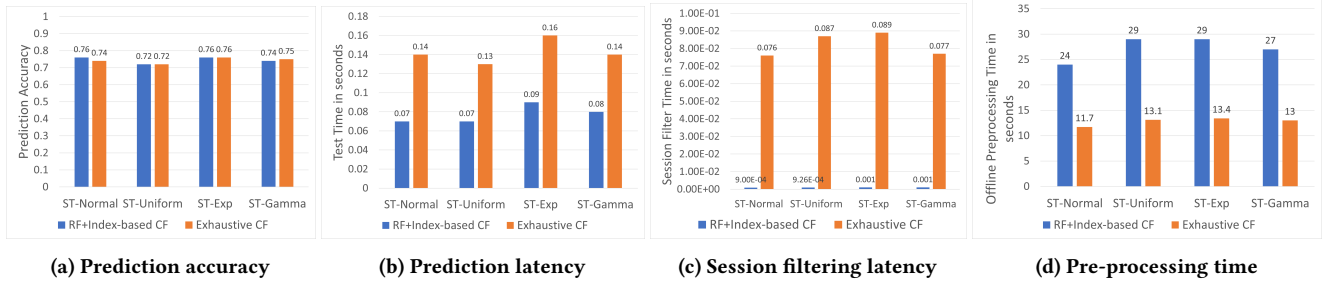 Prediction Accuracy
1
0.9
0.8
0.7
0.6
0.5
0.4
0.3
0.2
0.1
0
0.76 0.74 0.72 0.72 0.76 0.76 0.74 0.75
ST-Normal ST-Uniform ST-Exp ST-Gamma
RF+Index-based CF Exhaustive CF
(a) Prediction accuracy
Test Time in seconds
0.18
0.16
0.14
0.12
0.1
0.08
0.06
0.04
0.02
0
0.07 0.14 0.07 0.13 0.09 0.16 0.08 0.14
ST-Normal ST-Uniform ST-Exp ST-Gamma
RF+Index-based CF Exhaustive CF
(b) Prediction latency
Session Filter Time in seconds
1.00E-01
9.00E-02
8.00E-02
7.00E-02
6.00E-02
5.00E-02
4.00E-02
3.00E-02
2.00E-02
1.00E-02
0.00E+00
9.00E-04 0.076 9.26E-04 0.087 0.001 0.089 0.001 0.077
ST-Normal ST-Uniform ST-Exp ST-Gamma
RF+Index-based CF Exhaustive CF
(c) Session filtering latency
Offline Preprocessing Time in
seconds
35
30
25
20
15
10
5
0
24 11.7 29 13.1 29 13.4 27 13
ST-Normal ST-Uniform ST-Exp ST-Gamma
RF+Index-based CF Exhaustive CF
(d) Pre-processing time